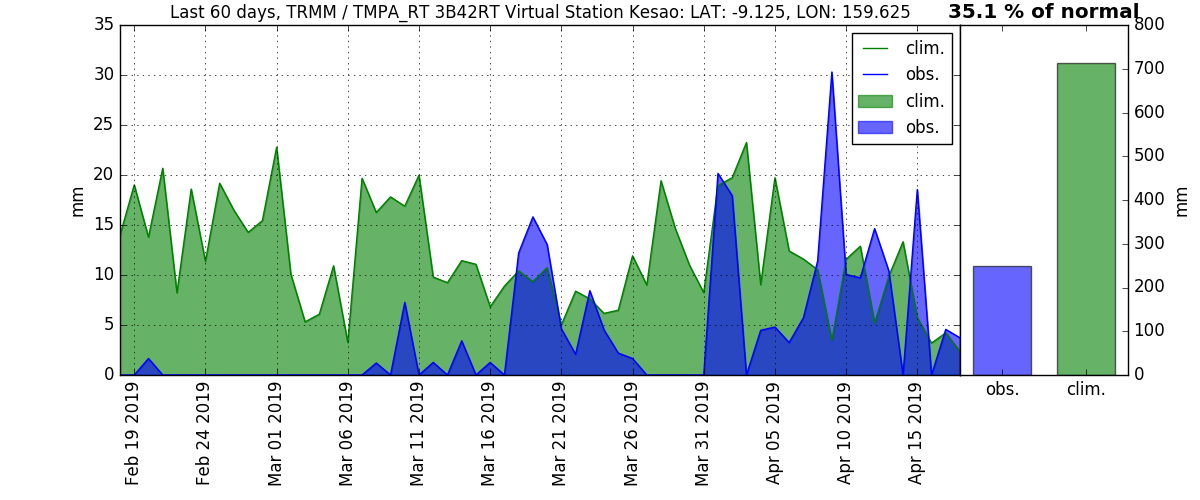 Last 60 days, TRMM / TMPA_RT 3B42RT Virtual Station Kesao: LAT: -9.125, LON: 159.625
35.1 % of normal
35
30
25
20
15
10
5
0
mm
clim.
obs.
clim.
obs.
Feb 19 2019
Feb 24 2019
Mar 01 2019
Mar 06 2019
Mar 11 2019
Mar 16 2019
Mar 21 2019
Mar 26 2019
Mar 31 2019
Apr 05 2019
Apr 10 2019
Apr 15 2019
800
700
600
500
400
300
200
100
0
mm
obs.
clim.